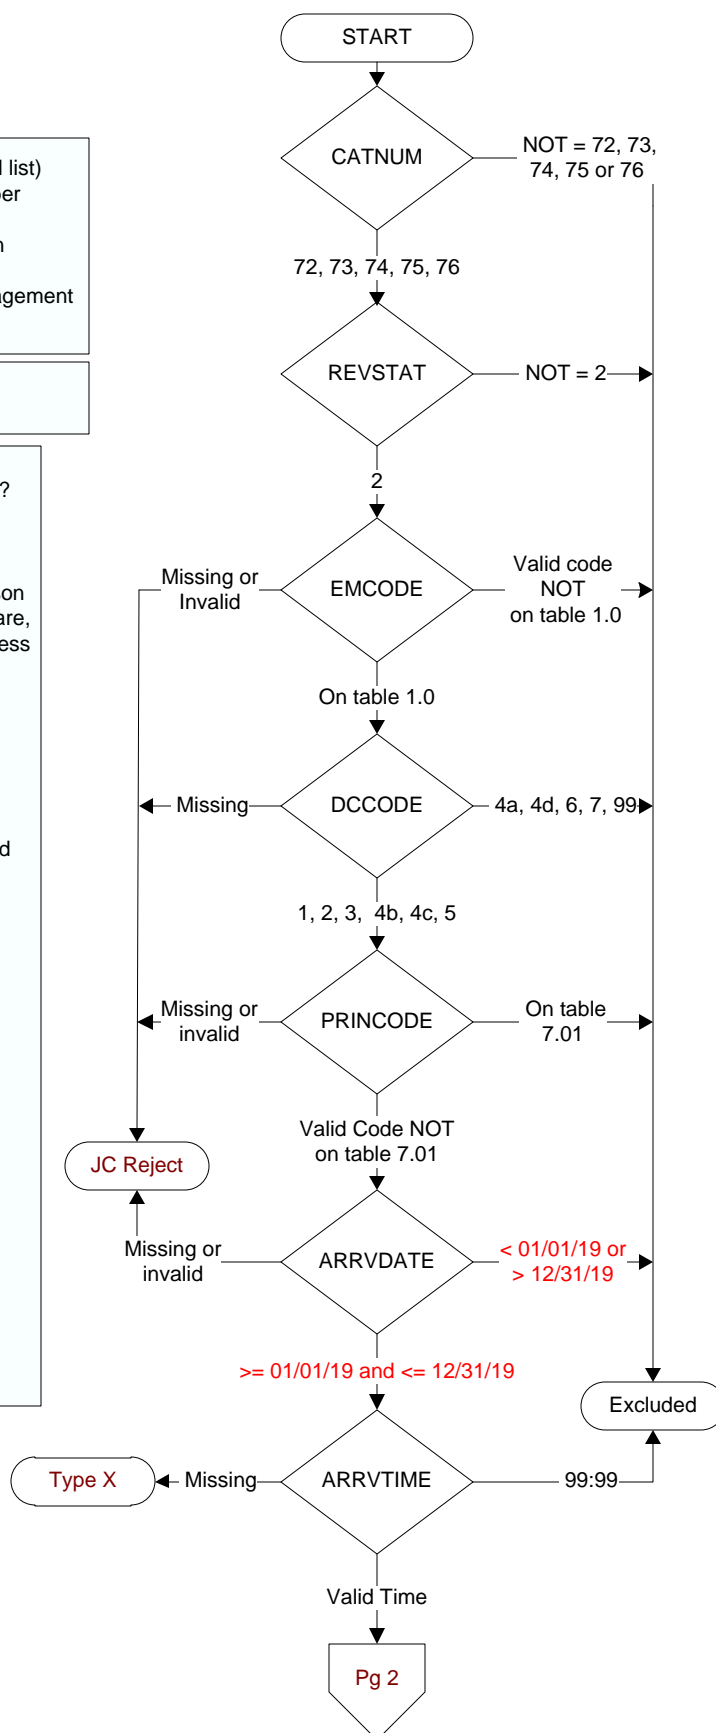 START
CATNUM
NOT = 72, 73,
74, 75 or 76
list)
72, 73, 74, 75, 76
REVSTAT
NOT = 2
2
?
EMCODE
Missing or
Invalid
Valid code
NOT
on table 1.0
On table 1.0
DCCODE
Missing
4a, 4d, 6, 7, 99
1, 2, 3, 4b, 4c, 5
PRINCODE
Missing or
invalid
On table
7.01
Valid Code NOT
on table 7.01
JC Reject
ARRVDATE
Missing or
invalid
< 01/01/19 or
> 12/31/19
>= 01/01/19 and <= 12/31/19
Excluded
ARRVTIME
Type X
Missing
99:99
Valid Time
Pg 2